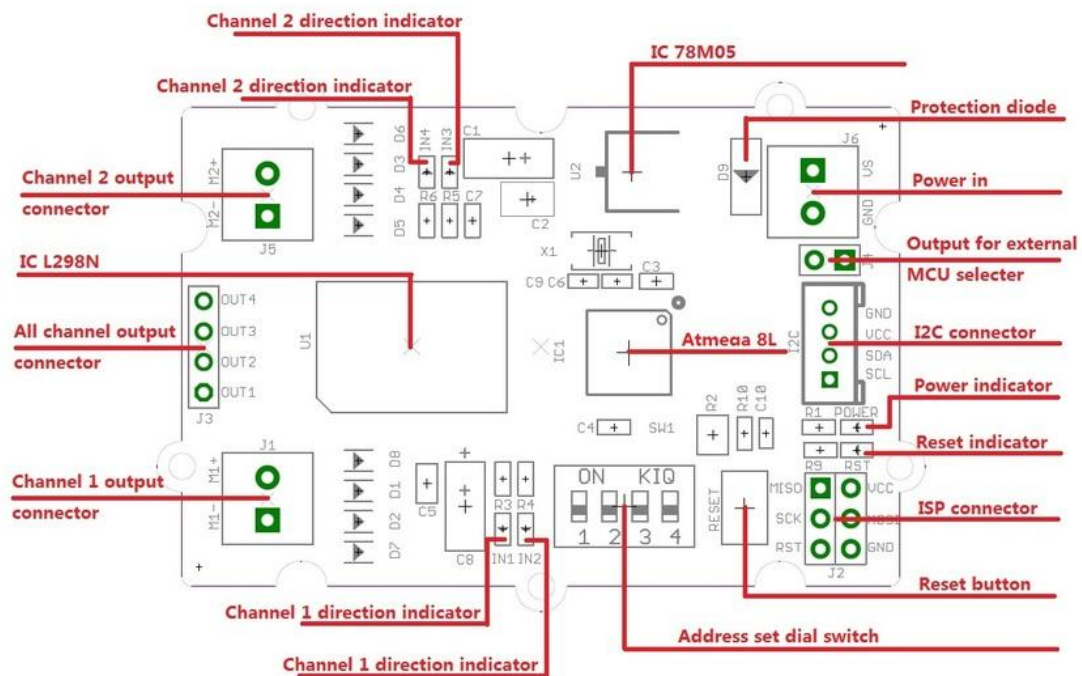 Channel 2 direction indicator
IC 78M05
Channel 2 direction indicator
Protection diode
Channel 2 output
connector
Power in
Output for external
MCU selecter
IC L298N
All channel output
connector
Atmega 8L
I2C connector
Power indicator
Reset indicator
Channel 1 output
connector
ISP connector
Reset button
Channel 1 direction indicator
Address set dial switch
Channel 1 direction indicator
M2+
M2-
J5
D6
D3
D4
D5
IN4
IN3
C1
R6
R5
C7
C2
U2
D9
J6
VS
GND
J4
X1
C9
C6
C3
OUT4
OUT3
OUT2
OUT1
J3
U1
IC1
I2C
GND
VCC
SDA
SCL
C4
SW1
R2
R10
C10
R1
POWER
R9
RST
J1
M1+
M1-
D8
D1
D2
D7
C5
C8
R3
R4
IN1
IN2
ON
KIQ
1 2 3 4
RESET
MISO
VCC
SCK
RST
GND
J2